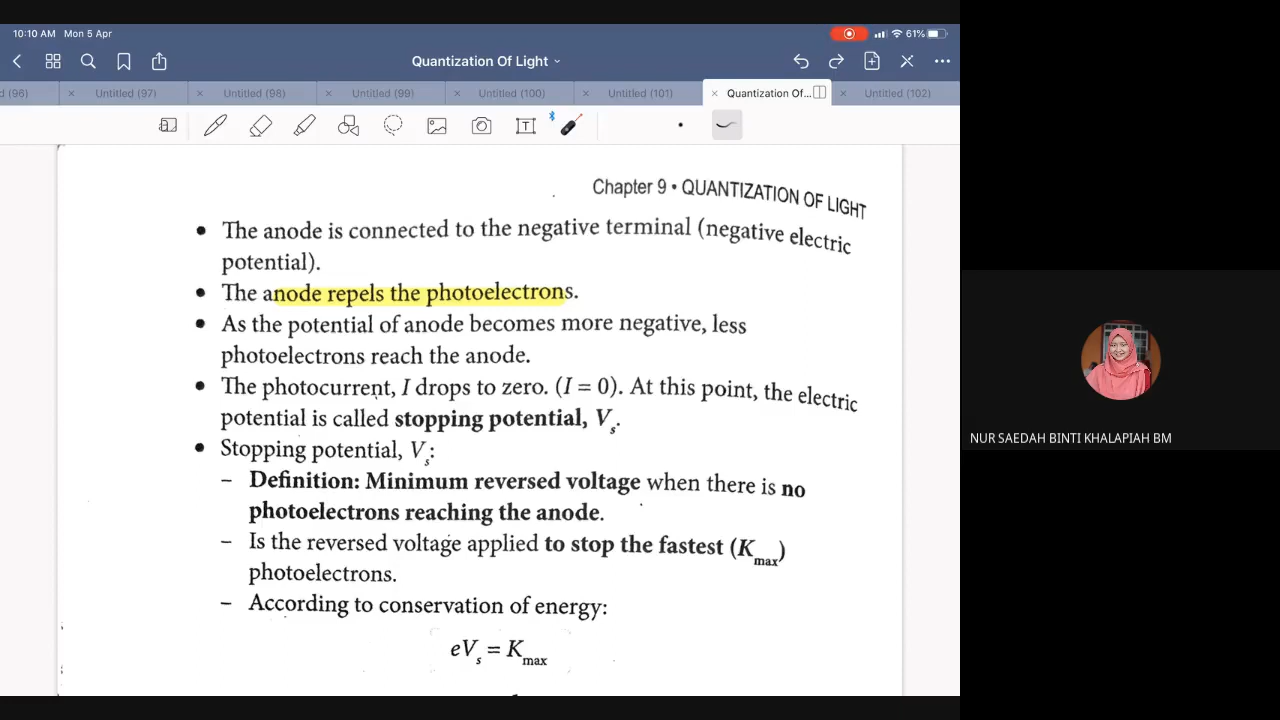 10:10 AM Mon 5 Apr
61%
Quantization Of Light
d (96)
Untitled (97)
Untitled (98)
Untitled (99)
Untitled (100)
Untitled (101)
Quantization Of...
Untitled (102)
Chapter 9 • QUANTIZATION OF LIGHT
• The anode is connected to the negative terminal (negative electric
potential).
• The anode repels the photoelectrons.
• As the potential of anode becomes more negative, less
photoelectrons reach the anode.
• The photocurrent, I drops to zero. (I = 0). At this point, the electric
potential is called stopping potential, Vs.
• Stopping potential, Vs:
– Definition: Minimum reversed voltage when there is no
photoelectrons reaching the anode.
– Is the reversed voltage applied to stop the fastest (Kmax)
photoelectrons.
– According to conservation of energy:
eVs = Kmax
NUR SAEDAH BINTI KHALAPIAH BM